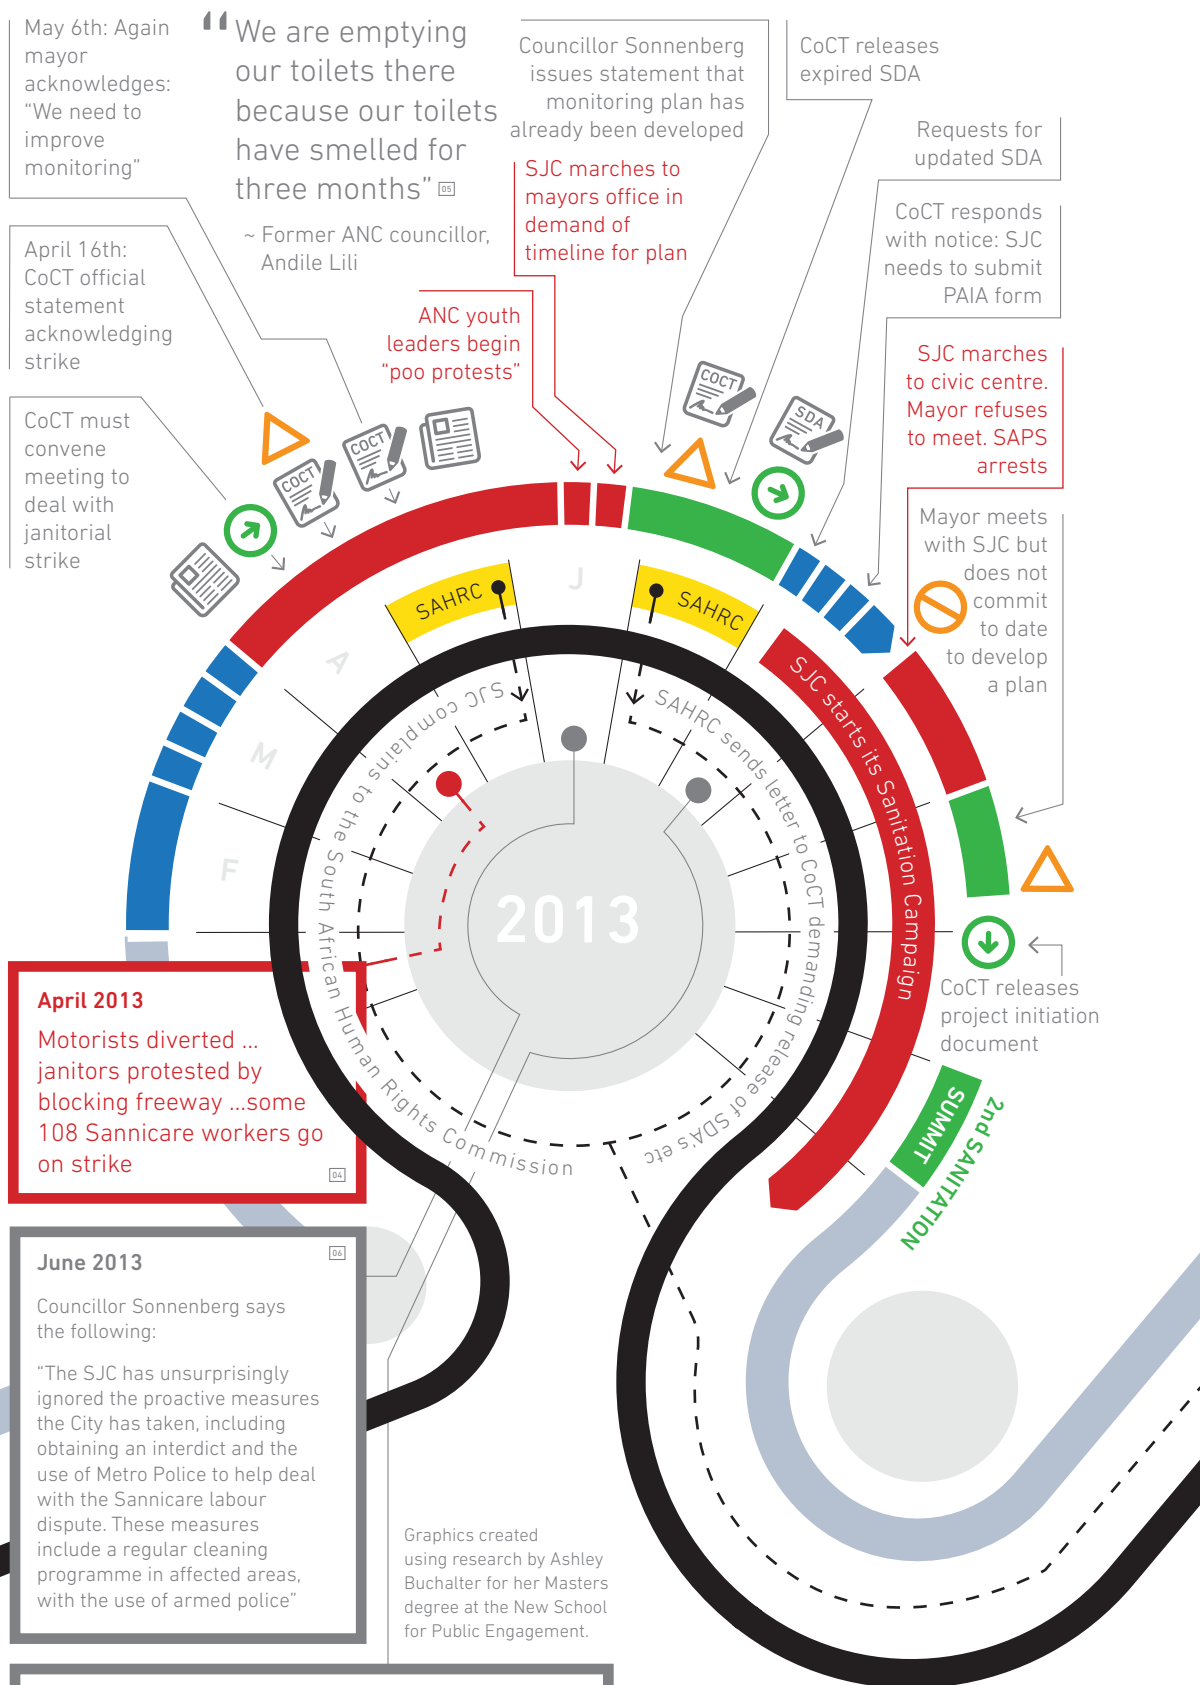 May 6th: Again
mayor
acknowledges:
“We need to
improve
monitoring”
“We are emptying
our toilets there
because our toilets
have smelled for
three months” 05
~ Former ANC councillor,
Andile Lili
Councillor Sonnenberg
issues statement that
monitoring plan has
already been developed
CoCT releases
expired SDA
Requests for
updated SDA
SJC marches to
mayors office in
demand of
timeline for plan
CoCT responds
with notice: SJC
needs to submit
PAIA form
April 16th:
CoCT official
statement
acknowledging
strike
ANC youth
leaders begin
“poo protests”
SJC marches
to civic centre.
Mayor refuses
to meet. SAPS
arrests
CoCT must
convene
meeting to
deal with
janitorial
strike
Mayor meets
with SJC but
does not
commit
to date
to develop
a plan
COCT
COCT
COCT
SDA
F
M
A
J
SAHRC
SAHRC
SJC complains to the South African Human Rights Commission
SAHRC sends letter to CoCT demanding release of SDA's etc
SJC starts its Sanitation Campaign
2013
CoCT releases
project initiation
document
2nd SANITATION
SUMMIT
April 2013
Motorists diverted ...
janitors protested by
blocking freeway ...some
108 Sannicare workers go
on strike
04
June 2013
06
Councillor Sonnenberg says
the following:
“The SJC has unsurprisingly
ignored the proactive measures
the City has taken, including
obtaining an interdict and the
use of Metro Police to help deal
with the Sannicare labour
dispute. These measures
include a regular cleaning
programme in affected areas,
with the use of armed police”
Graphics created
using research by Ashley
Buchalter for her Masters
degree at the New School
for Public Engagement.